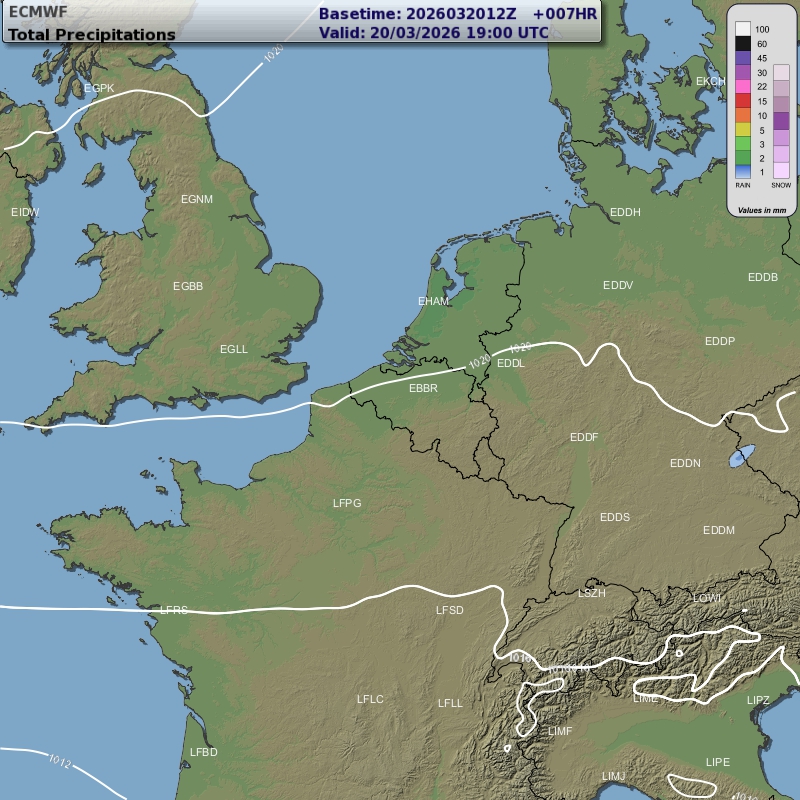 ECMWF
Basetime: 2026032012Z +007HR
Total Precipitations
Valid: 20/03/2026 19:00 UTC
1020
EGPK
EKCH
100
60
45
30
22
15
10
5
3
2
1
RAIN
SNOW
Values in mm
EIDW
EGNM
EDDH
EGBB
EDDV
EDDB
EHAM
EGLL
EDDP
1020
1020
EDDL
EBBR
EDDF
EDDN
LFPG
EDDS
EDDM
LSZH
LOWI
LFRS
LFSD
LFLC
LFLL
LIMZ
LIPZ
LIMF
LFBD
1012
LIPE
LIMJ